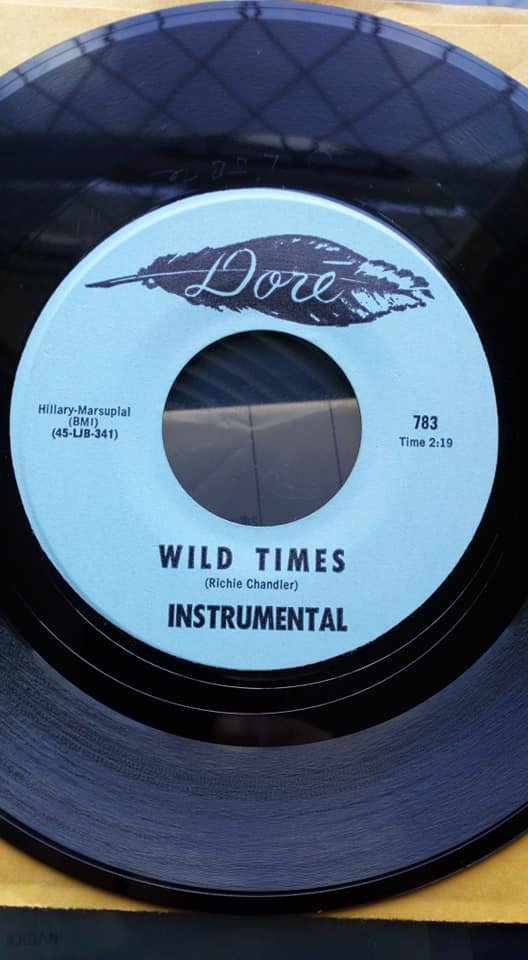 Doré
Hillary-Marsupial
(BMI)
(45-LJB-341)
783
Time 2:19
WILD TIMES
(Richie Chandler)
INSTRUMENTAL